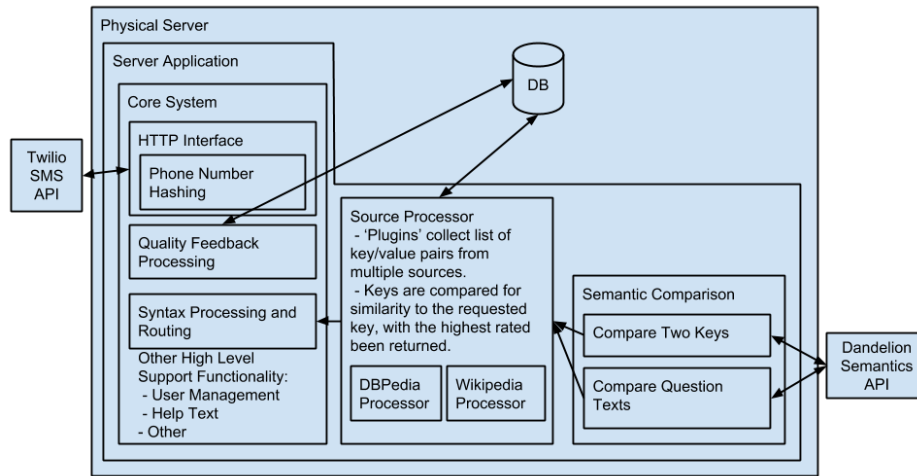 Physical Server
Server Application
Core System
HTTP Interface
Phone Number
Hashing
Quality Feedback
Processing
Syntax Processing and
Routing
Other High Level
Support Functionality:
- User Management
- Help Text
- Other
Twilio
SMS
API
DB
Source Processor
- ‘Plugins’ collect list of
key/value pairs from
multiple sources.
- Keys are compared for
similarity to the requested
key, with the highest rated
been returned.
DBPedia
Processor
Wikipedia
Processor
Semantic Comparison
Compare Two Keys
Compare Question
Texts
Dandelion
Semantics
API